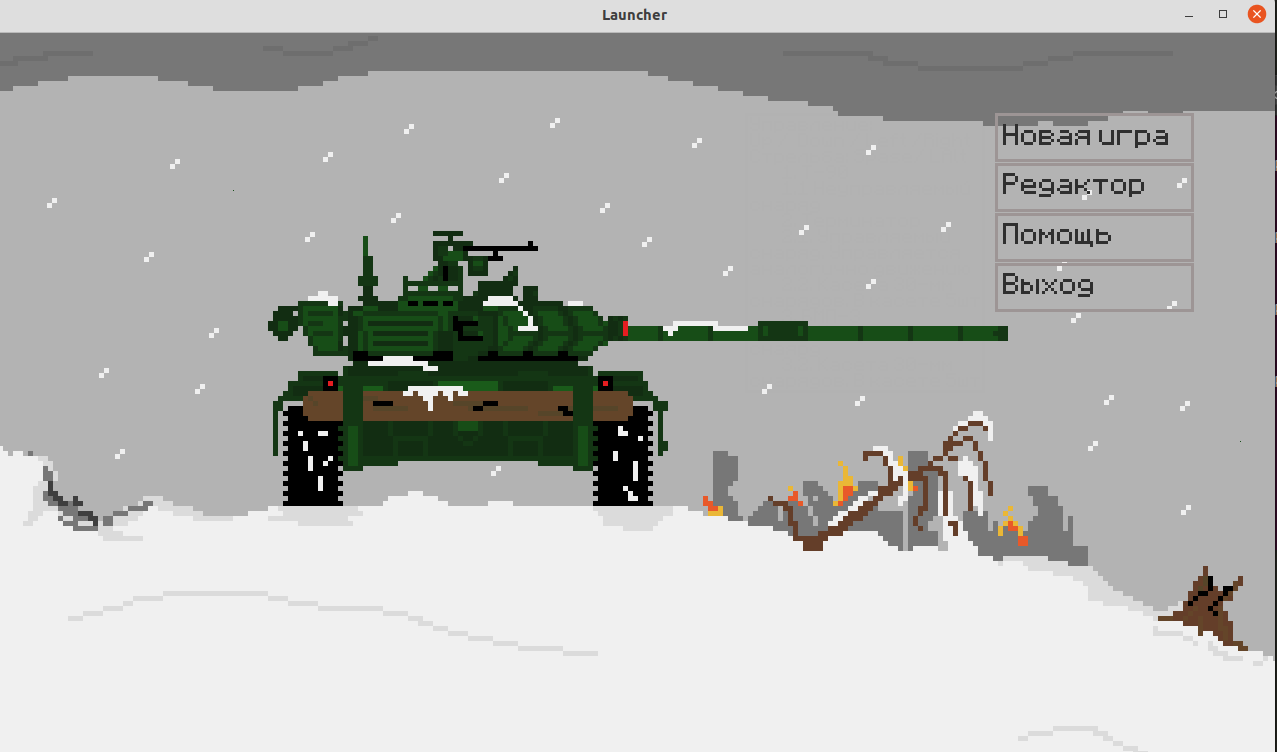 Launcher
Новая игра
Редактор
Помощь
Выход